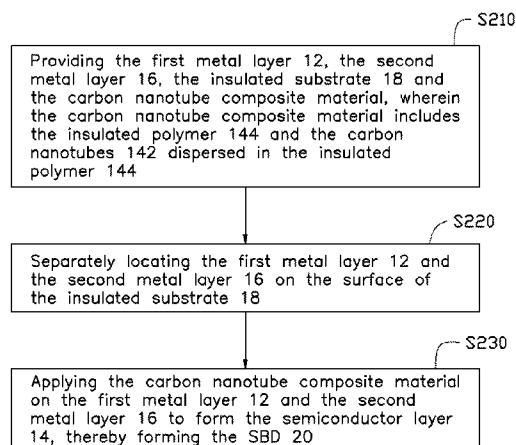 S210
Providing the first metal layer 12, the second
metal layer 16, the insulated substrate 18 and
the carbon nanotube composite material, wherein
the carbon nanotube composite material includes
the insulated polymer 144 and the carbon
nanotubes 142 dispersed in the insulated
polymer 144
S220
Separately locating the first metal layer 12 and
the second metal layer 16 on the surface of
the insulated substrate 18
S230
Applying the carbon nanotube composite material
on the first metal layer 12 and the second
metal layer 16 to form the semiconductor layer
14, thereby forming the SBD 20